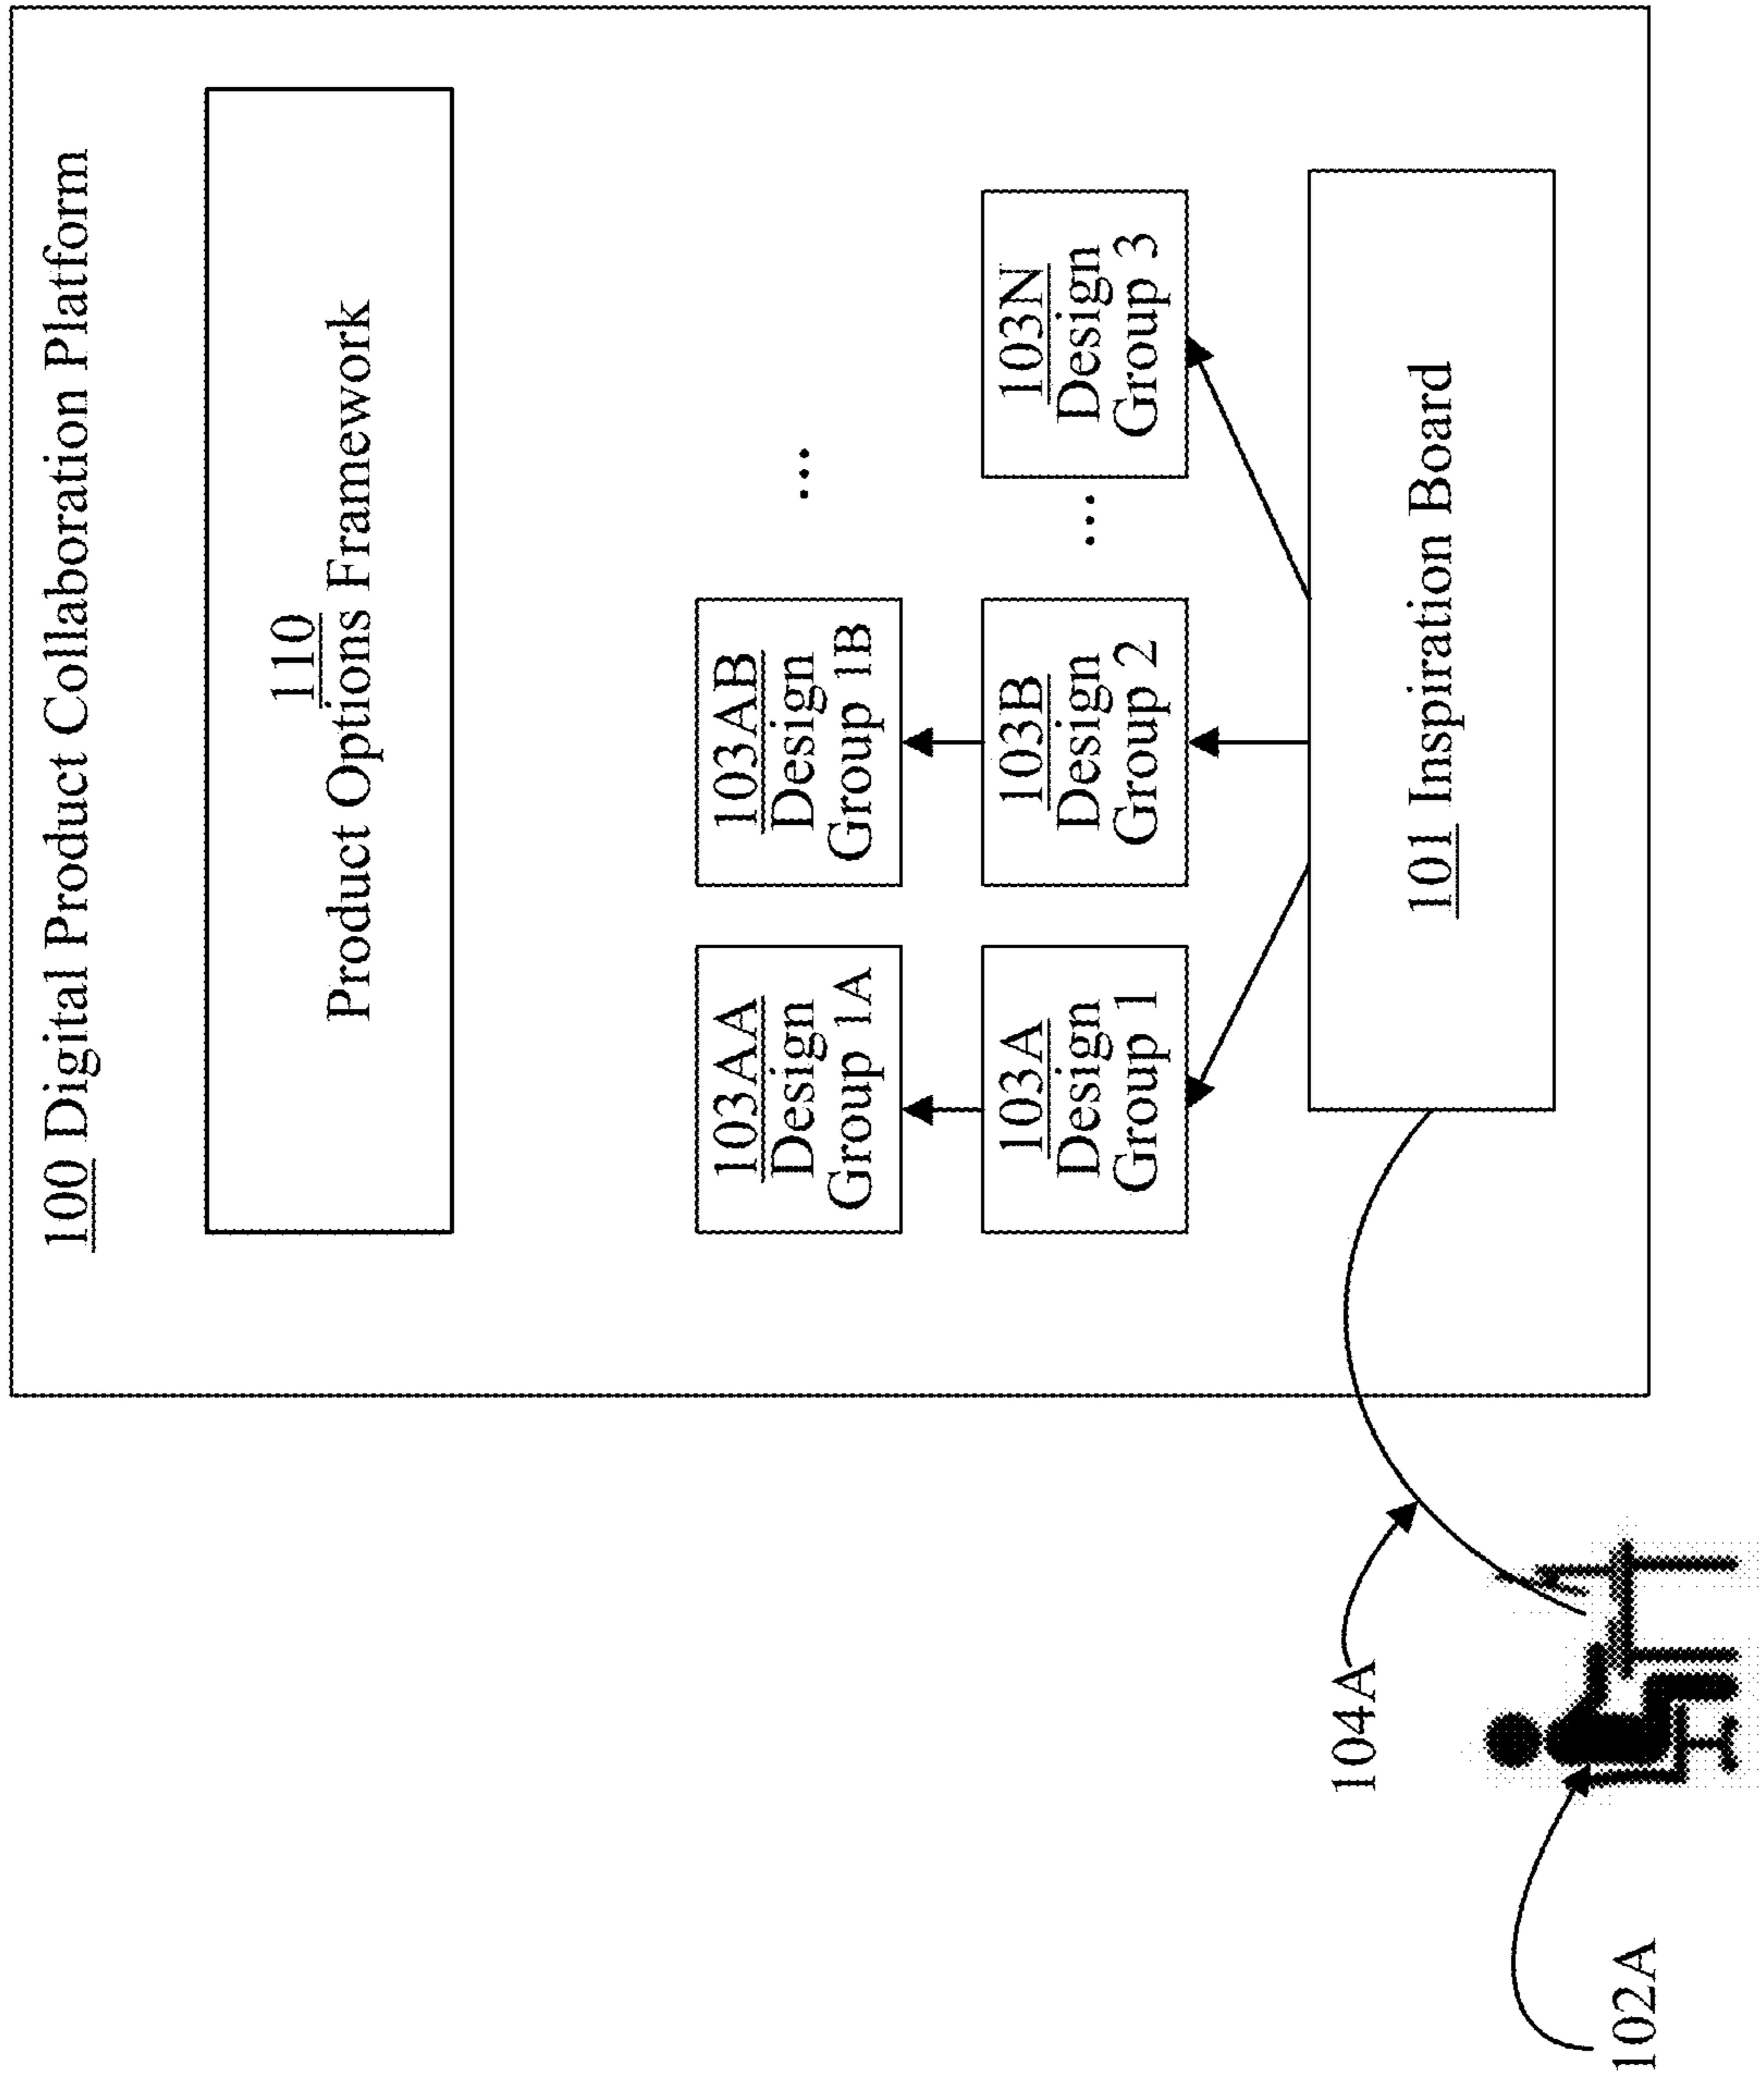 100 Digital Product Collaboration Platform
110
Product Options Framework
103AA
Design
Group 1A
103AB
Design
Group 1B
...
103A
Design
Group 1
103B
Design
Group 2
...
103N
Design
Group 3
101 Inspiration Board
104A
102A